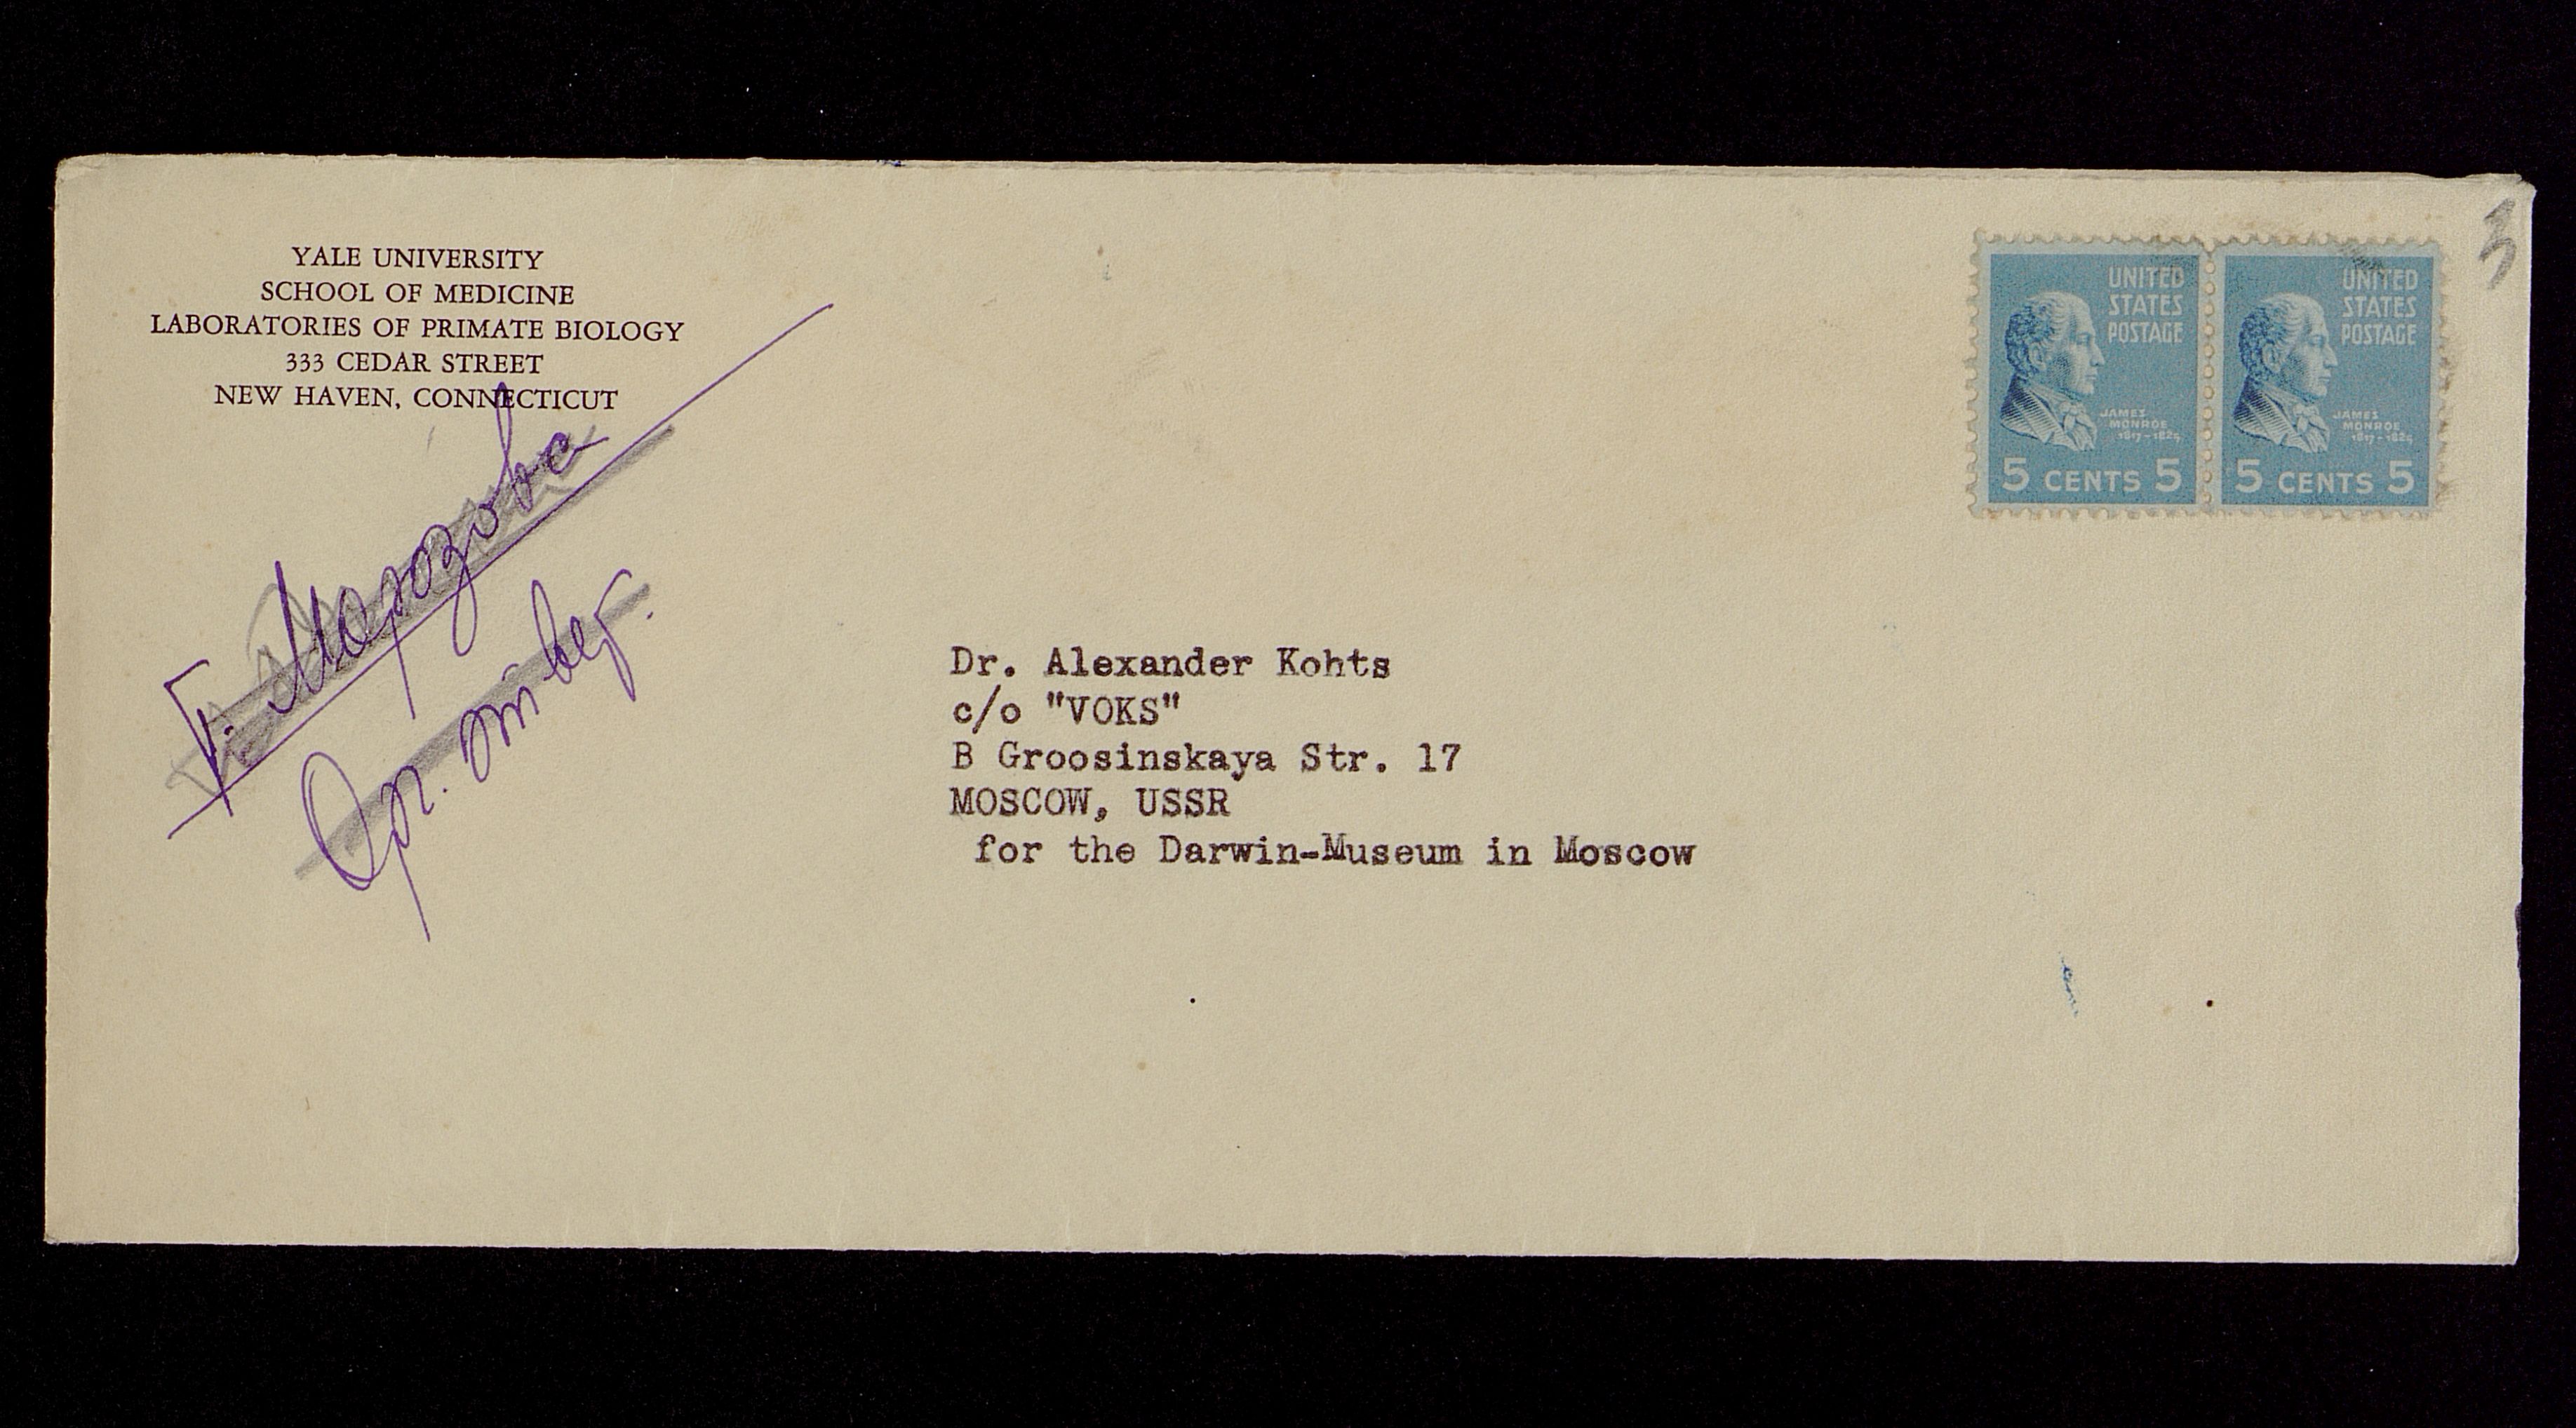 YALE UNIVERSITY
SCHOOL OF MEDICINE
LABORATORIES OF PRIMATE BIOLOGY
333 CEDAR STREET
NEW HAVEN, CONNECTICUT
UNITED
STATES
POSTAGE
JAMES
MONROE
1817-1825
5 CENTS 5
UNITED
STATES
POSTAGE
JAMES
MONROE
1817-1825
5 CENTS 5
3
Т. Морозова
Dr. Alexander Kohts
c/o "VOKS"
B Groosinskaya Str. 17
MOSCOW, USSR
for the Darwin-Museum in Moscow